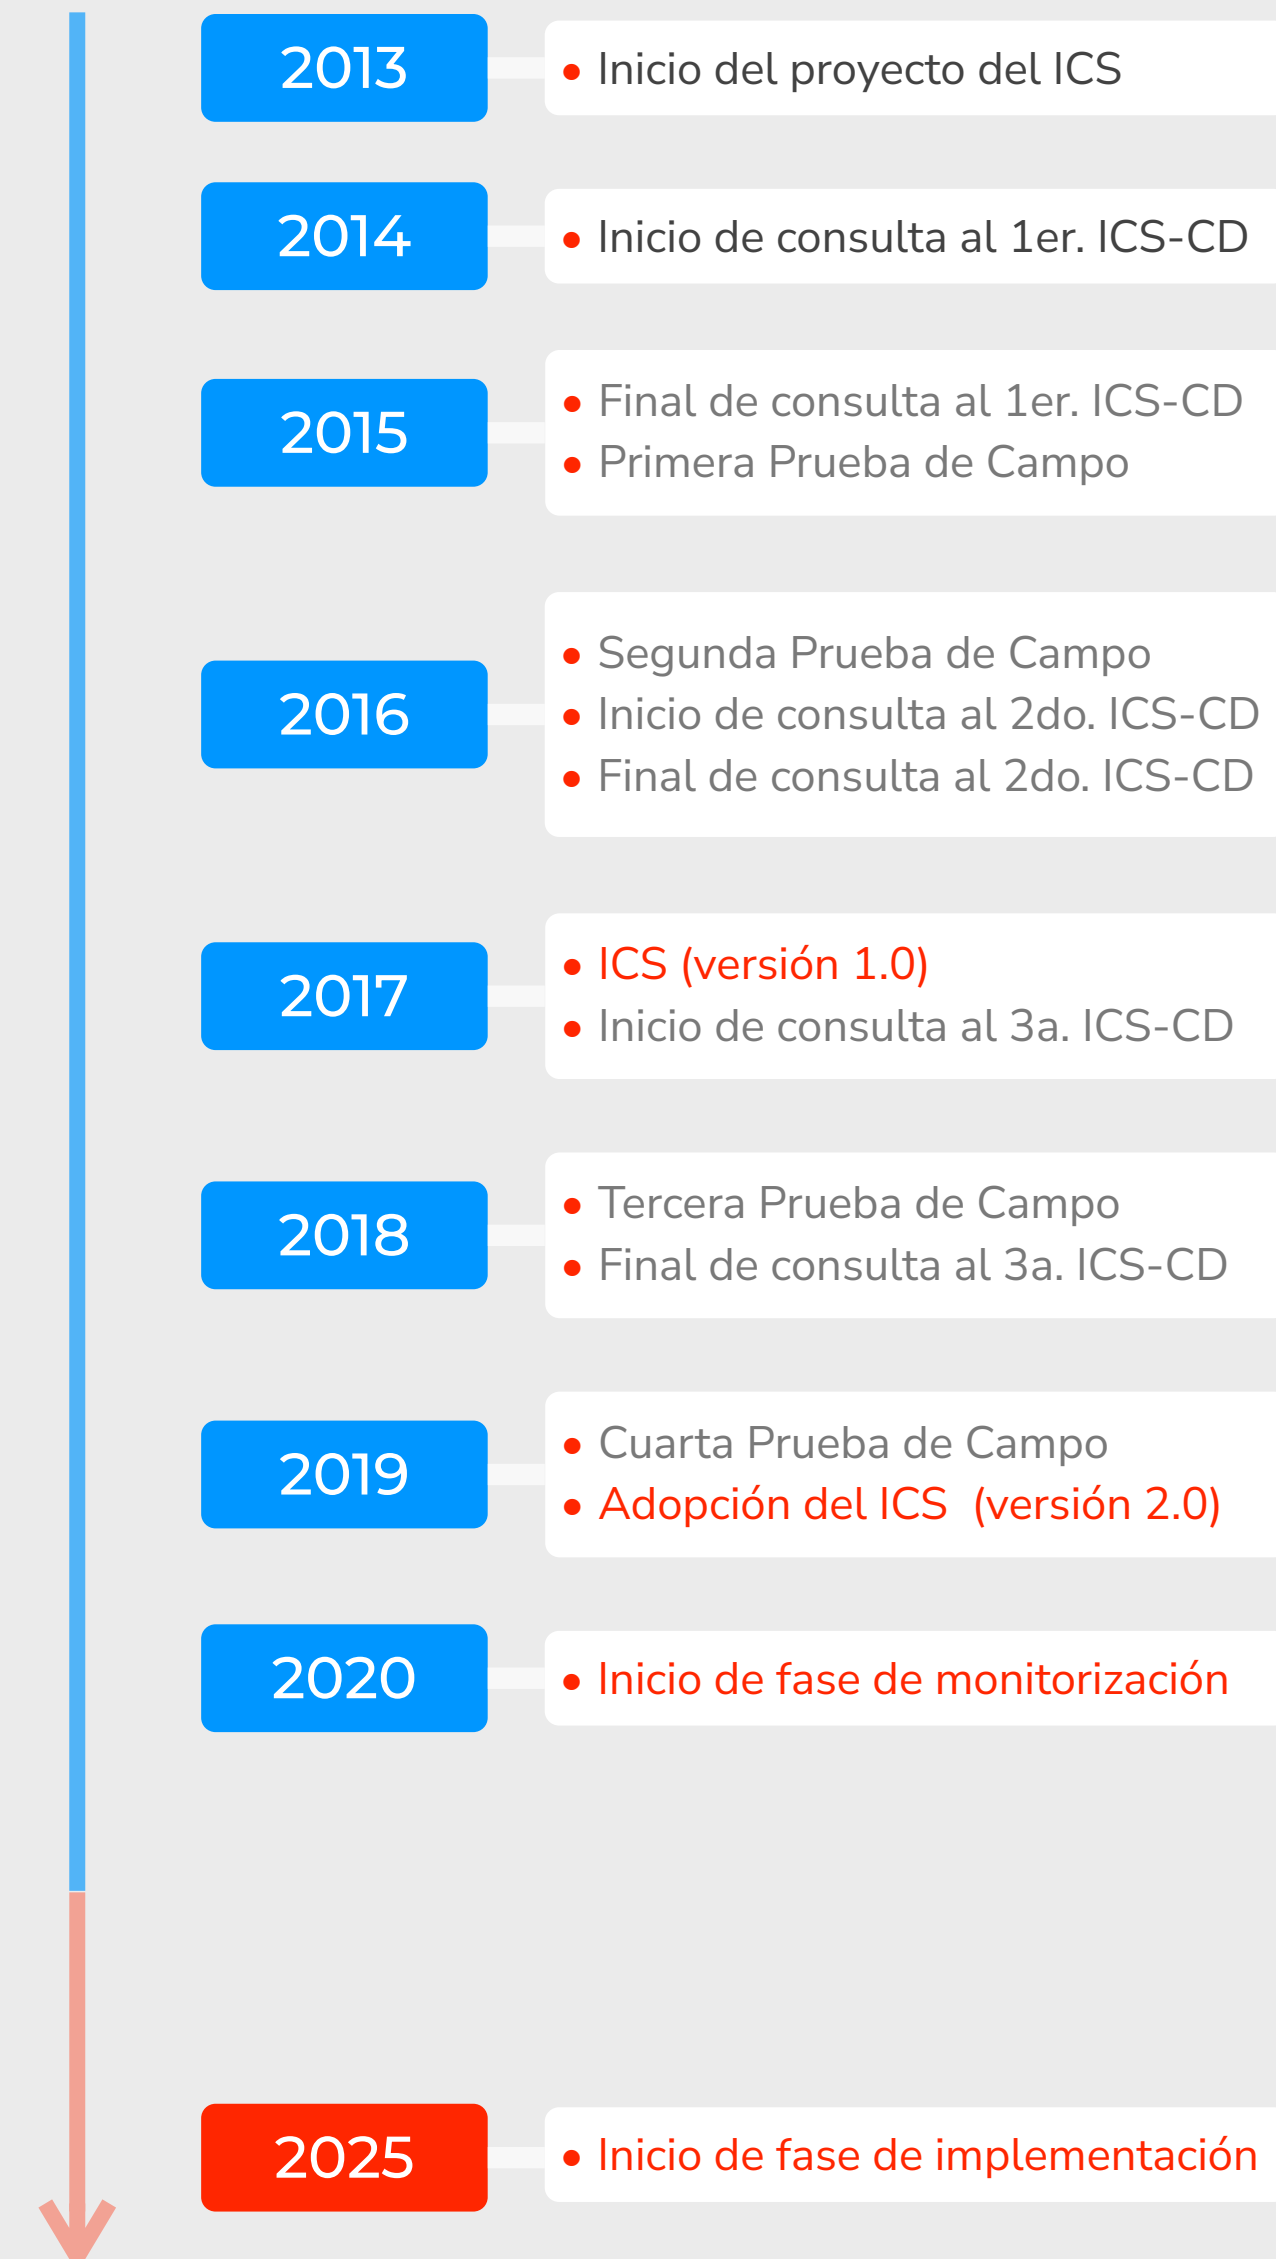 2013
• Inicio del proyecto del ICS
2014
• Inicio de consulta al 1er. ICS-CD
2015
• Final de consulta al 1er. ICS-CD
• Primera Prueba de Campo
2016
• Segunda Prueba de Campo
• Inicio de consulta al 2do. ICS-CD
• Final de consulta al 2do. ICS-CD
2017
• ICS (versión 1.0)
• Inicio de consulta al 3a. ICS-CD
2018
• Tercera Prueba de Campo
• Final de consulta al 3a. ICS-CD
2019
• Cuarta Prueba de Campo
• Adopción del ICS (versión 2.0)
2020
• Inicio de fase de monitorización
2025
• Inicio de fase de implementación